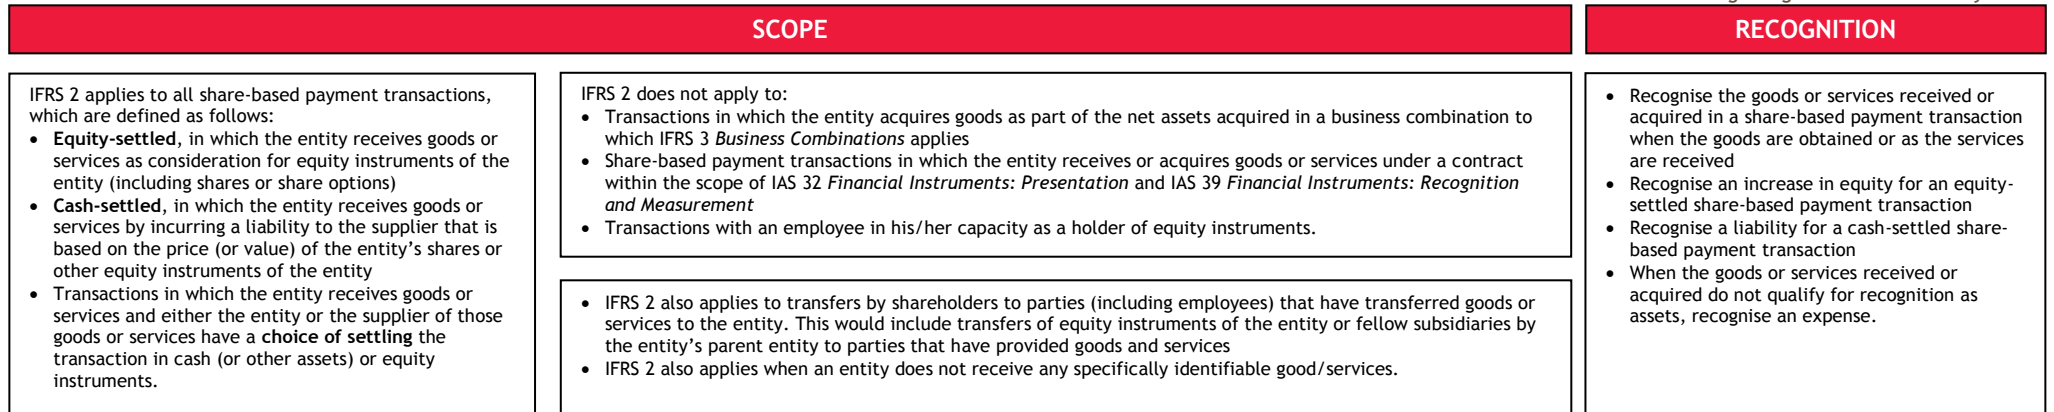 SCOPE
RECOGNITION
IFRS 2 applies to all share-based payment transactions,
which are defined as follows:
• Equity-settled, in which the entity receives goods or
services as consideration for equity instruments of the
entity (including shares or share options)
• Cash-settled, in which the entity receives goods or
services by incurring a liability to the supplier that is
based on the price (or value) of the entity’s shares or
other equity instruments of the entity
• Transactions in which the entity receives goods or
services and either the entity or the supplier of those
goods or services have a choice of settling the
transaction in cash (or other assets) or equity
instruments.
IFRS 2 does not apply to:
• Transactions in which the entity acquires goods as part of the net assets acquired in a business combination to
which IFRS 3 Business Combinations applies
• Share-based payment transactions in which the entity receives or acquires goods or services under a contract
within the scope of IAS 32 Financial Instruments: Presentation and IAS 39 Financial Instruments: Recognition
and Measurement
• Transactions with an employee in his/her capacity as a holder of equity instruments.
• IFRS 2 also applies to transfers by shareholders to parties (including employees) that have transferred goods or
services to the entity. This would include transfers of equity instruments of the entity or fellow subsidiaries by
the entity’s parent entity to parties that have provided goods and services
• IFRS 2 also applies when an entity does not receive any specifically identifiable good/services.
• Recognise the goods or services received or
acquired in a share-based payment transaction
when the goods are obtained or as the services
are received
• Recognise an increase in equity for an equity-
settled share-based payment transaction
• Recognise a liability for a cash-settled share-
based payment transaction
• When the goods or services received or
acquired do not qualify for recognition as
assets, recognise an expense.